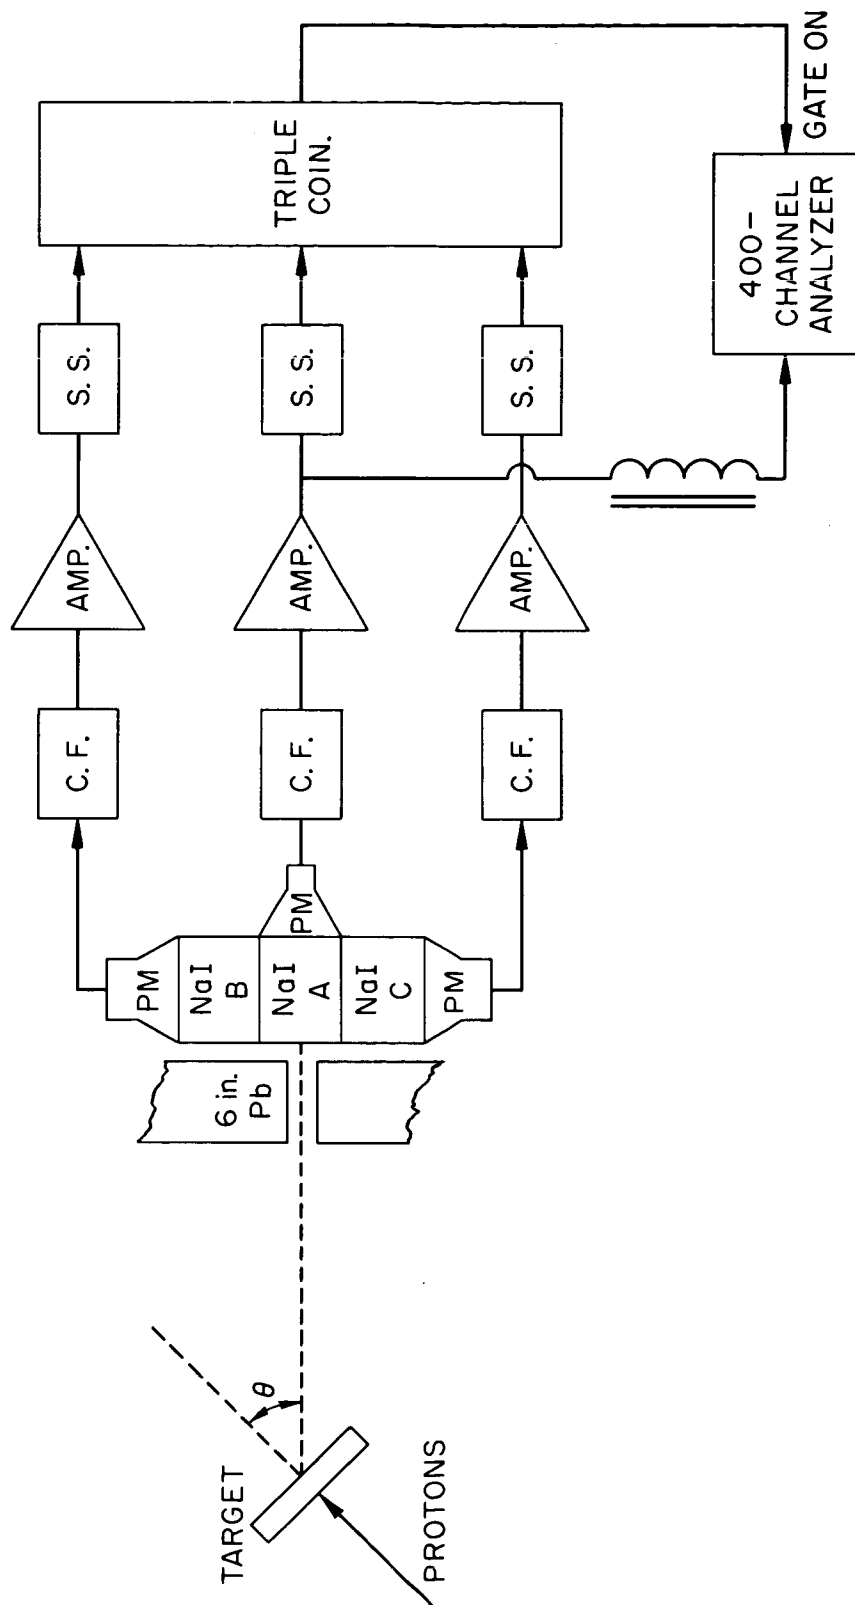 TARGET
PROTONS
θ
6 in.
Pb
PM
NaI
B
NaI
A
NaI
C
PM
PM
C. F.
C. F.
C. F.
AMP.
AMP.
AMP.
S. S.
S. S.
S. S.
TRIPLE
COIN.
400-
CHANNEL
ANALYZER
GATE ON